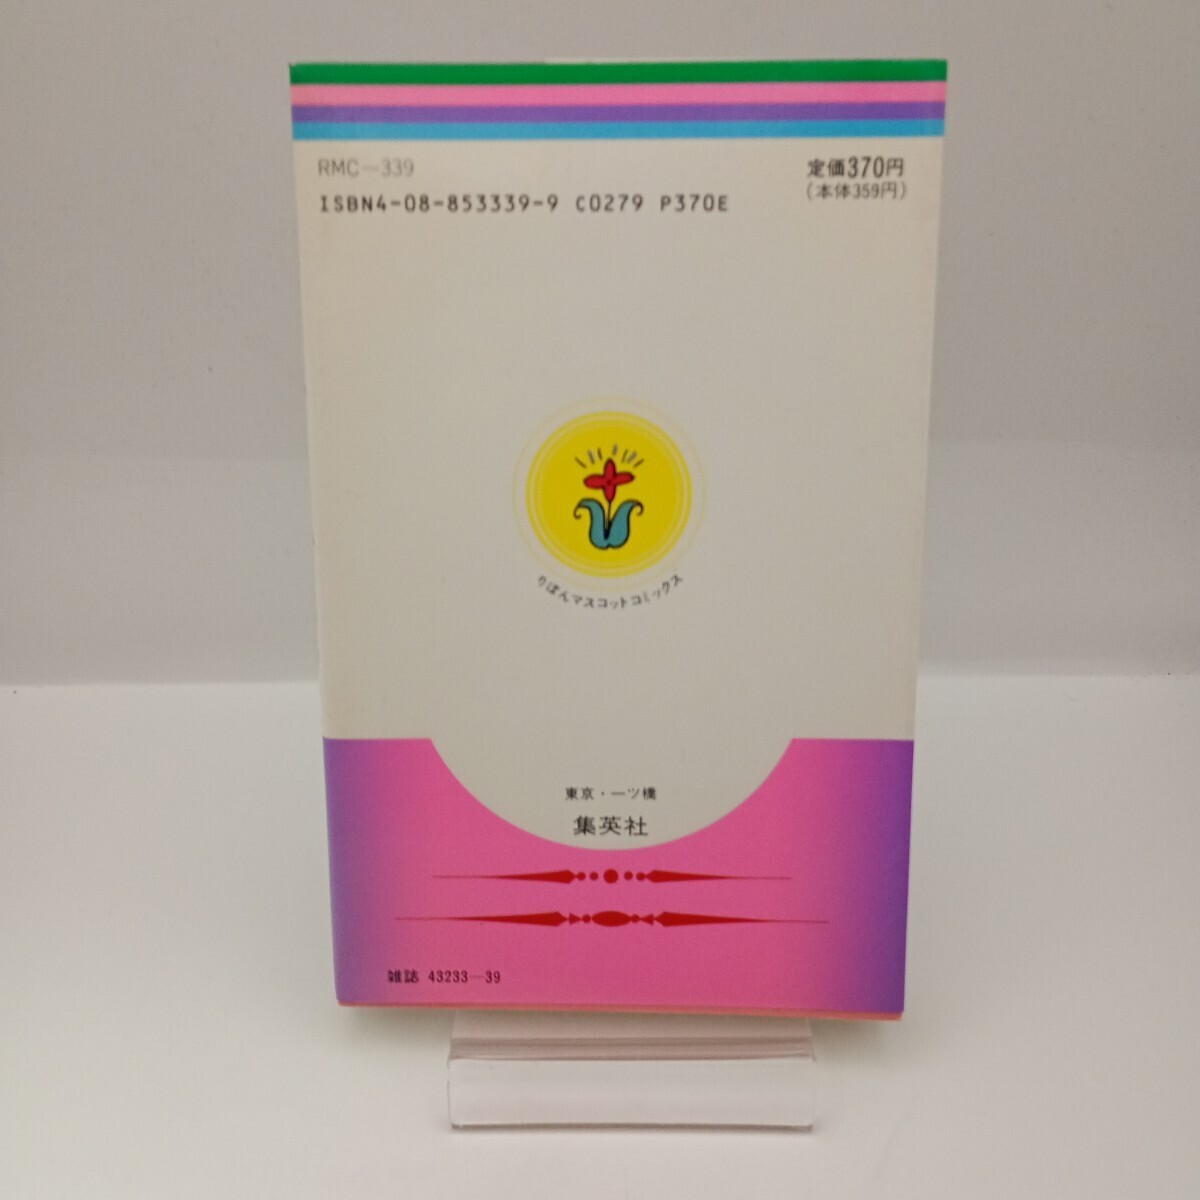 RMC－339
定価370円
(本体359円)
ISBN4-08-853339-9 C0279 P370E
りぼんマスコットコミックス
東京・一ツ橋
集英社
雑誌 43233－39